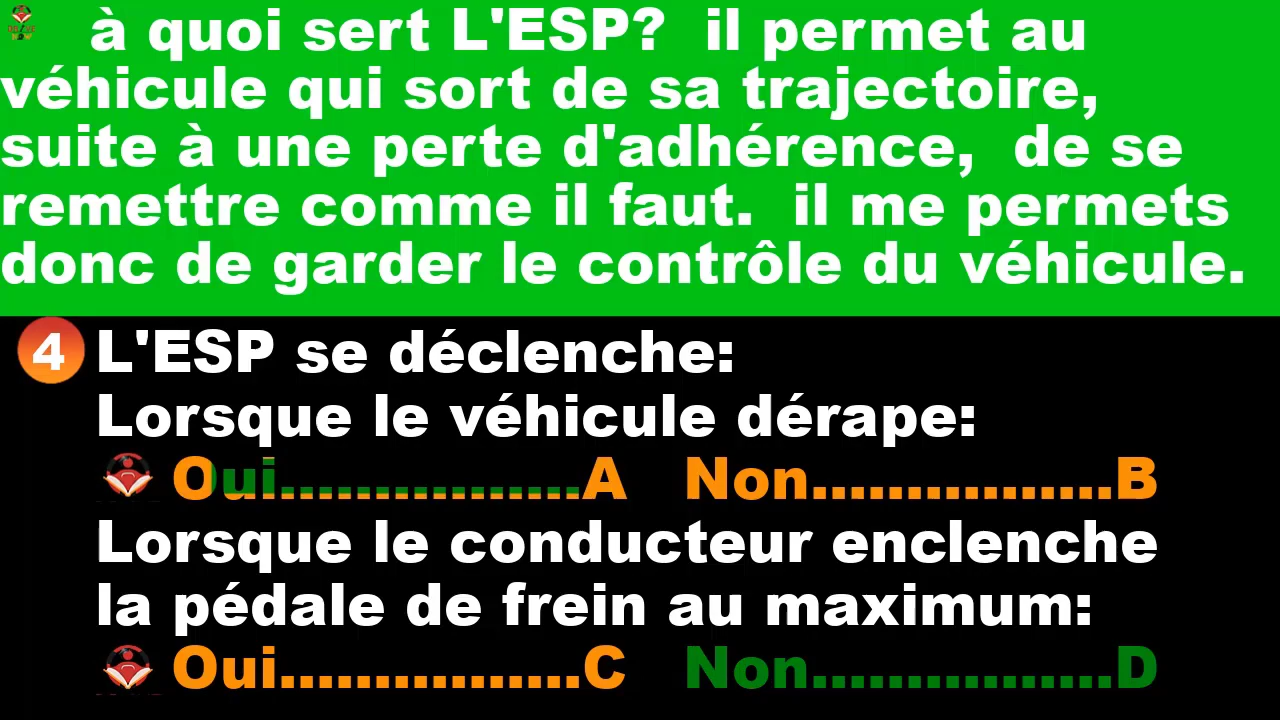 à quoi sert L'ESP? il permet au
véhicule qui sort de sa trajectoire,
suite à une perte d'adhérence, de se
remettre comme il faut. il me permets
donc de garder le contrôle du véhicule.
4 L'ESP se déclenche:
Lorsque le véhicule dérape:
Oui................A Non................B
Lorsque le conducteur enclenche
la pédale de frein au maximum:
Oui................C Non................D